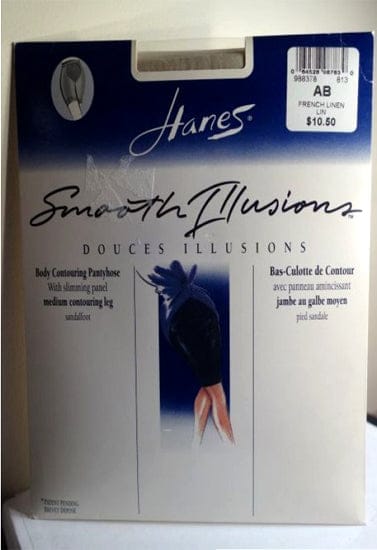 0 64528 98783 0
988378 813
AB
FRENCH LINEN
LIN
$10.50
Hanes®
Smooth Illusions™
DOUCES ILLUSIONS
Body Contouring Pantyhose
With slimming panel
medium contouring leg
sandalfoot
Bas-Culotte de Contour
avec panneau amincissant
jambe au galbe moyen
pied sandale
*PATENT PENDING
BREVET DEPOSÉ